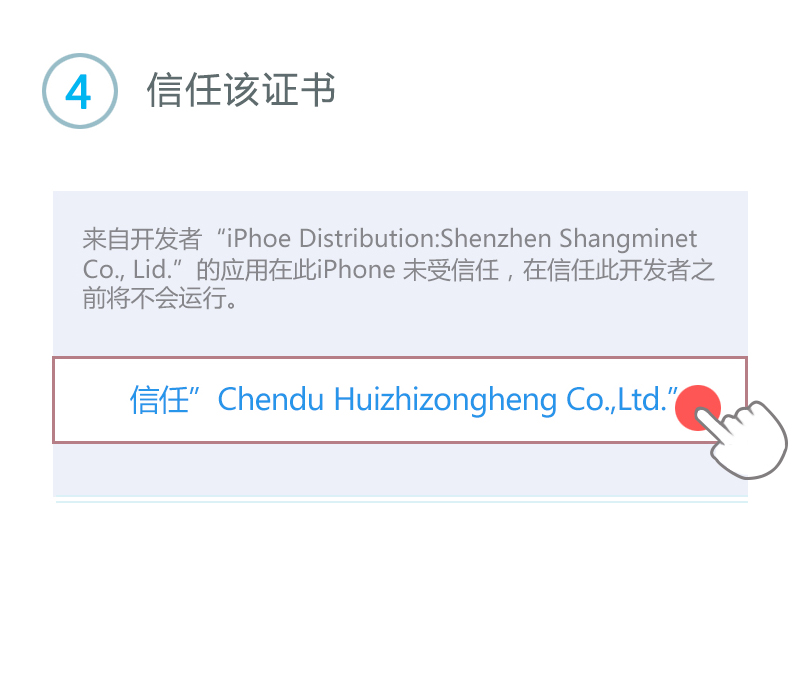 4
信任该证书
来自开发者“iPhoe Distribution:Shenzhen Shangminet
Co., Lid.”的应用在此iPhone 未受信任，在信任此开发者之
前将不会运行。
信任”Chendu Huizhizongheng Co.,Ltd.”